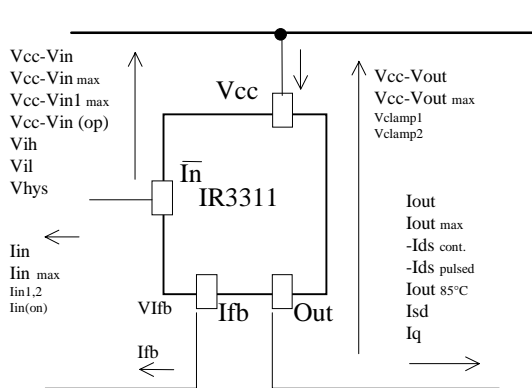 Vcc-Vin
Vcc-Vin max
Vcc-Vin1 max
Vcc-Vin (op)
Vih
Vil
Vhys
Vcc
Vcc-Vout
Vcc-Vout max
Vclamp1
Vclamp2
In
IR3311
Iin
Iin max
Iin1,2
Iin(on)
Iout
Iout max
-Ids cont.
-Ids pulsed
Iout 85°C
Isd
Iq
VIfb
Ifb
Out
Ifb